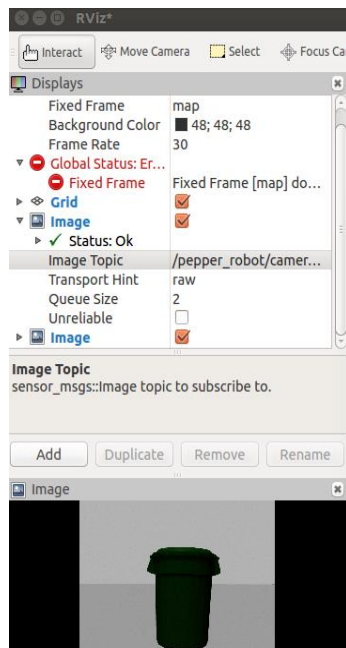 RViz*
Interact Move Camera Select Focus Ca
Displays
Fixed Frame map
Background Color 48; 48; 48
Frame Rate 30
Global Status: Er...
Fixed Frame Fixed Frame [map] do...
Grid
Image
Status: Ok
Image Topic /pepper_robot/camer...
Transport Hint raw
Queue Size 2
Unreliable
Image
Image Topic
sensor_msgs::Image topic to subscribe to.
Add Duplicate Remove Rename
Image